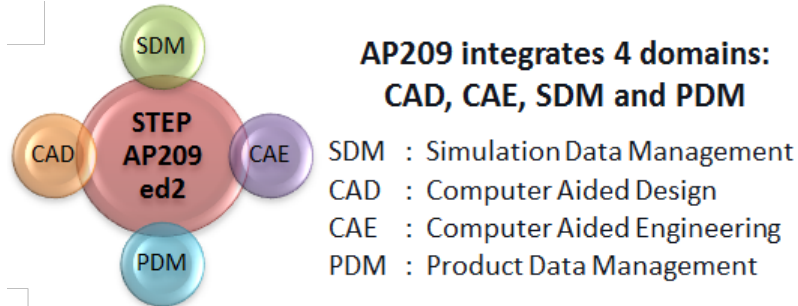 SDM
STEP
AP209
ed2
CAD
CAE
PDM
AP209 integrates 4 domains:
CAD, CAE, SDM and PDM
SDM : Simulation Data Management
CAD : Computer Aided Design
CAE : Computer Aided Engineering
PDM : Product Data Management